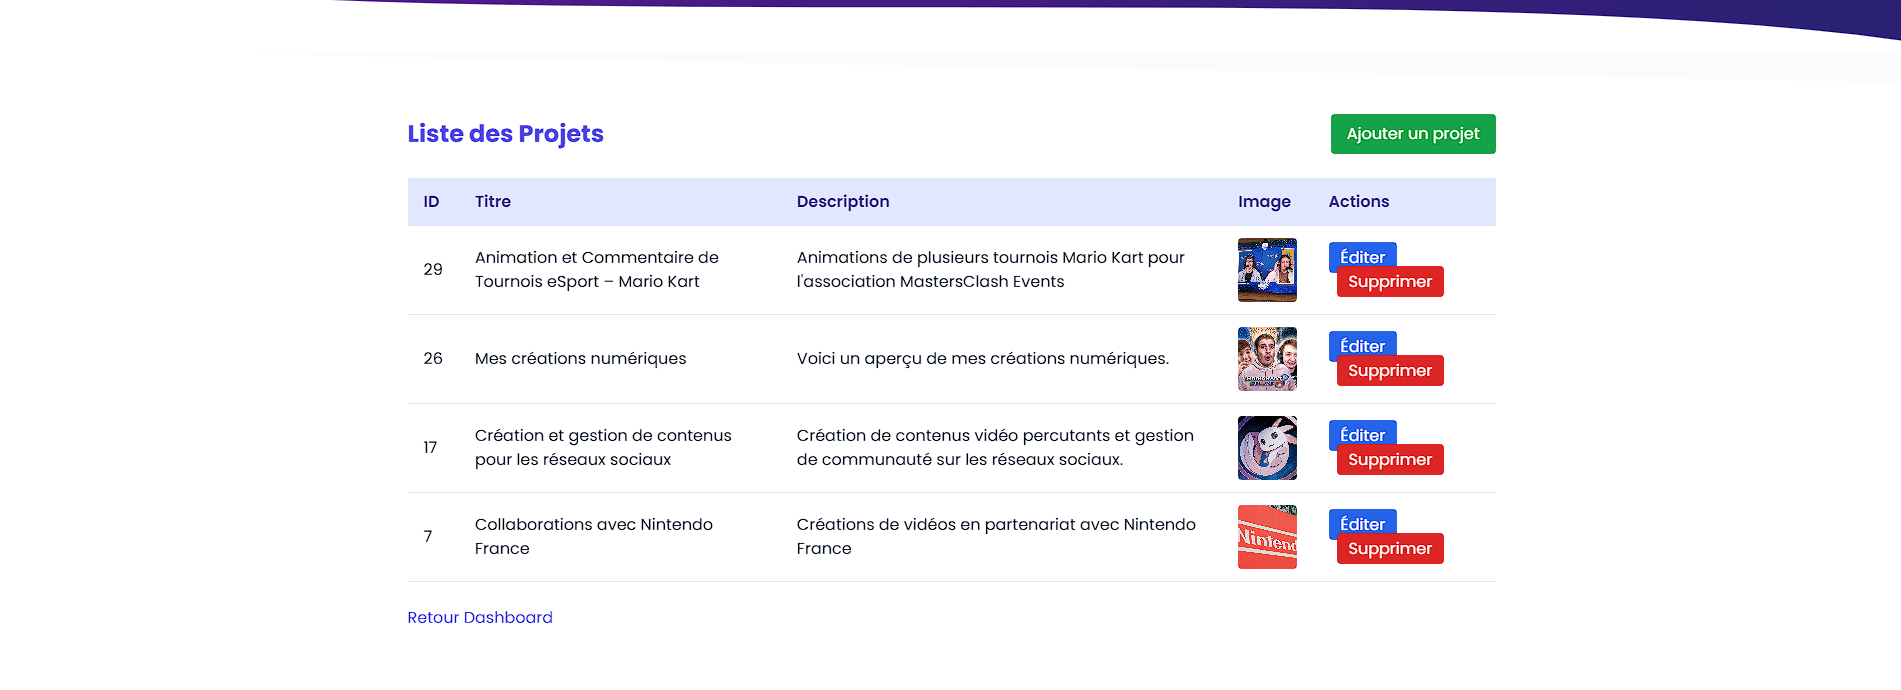 Liste des Projets
Ajouter un projet
ID Titre Description Image Actions
29 Animation et Commentaire de Tournois eSport – Mario Kart
Animations de plusieurs tournois Mario Kart pour l'association MastersClash Events
Éditer
Supprimer
26 Mes créations numériques
Voici un aperçu de mes créations numériques.
Éditer
Supprimer
17 Création et gestion de contenus pour les réseaux sociaux
Création de contenus vidéo percutants et gestion de communauté sur les réseaux sociaux.
Éditer
Supprimer
7 Collaborations avec Nintendo France
Créations de vidéos en partenariat avec Nintendo France
Nintend
Éditer
Supprimer
Retour Dashboard